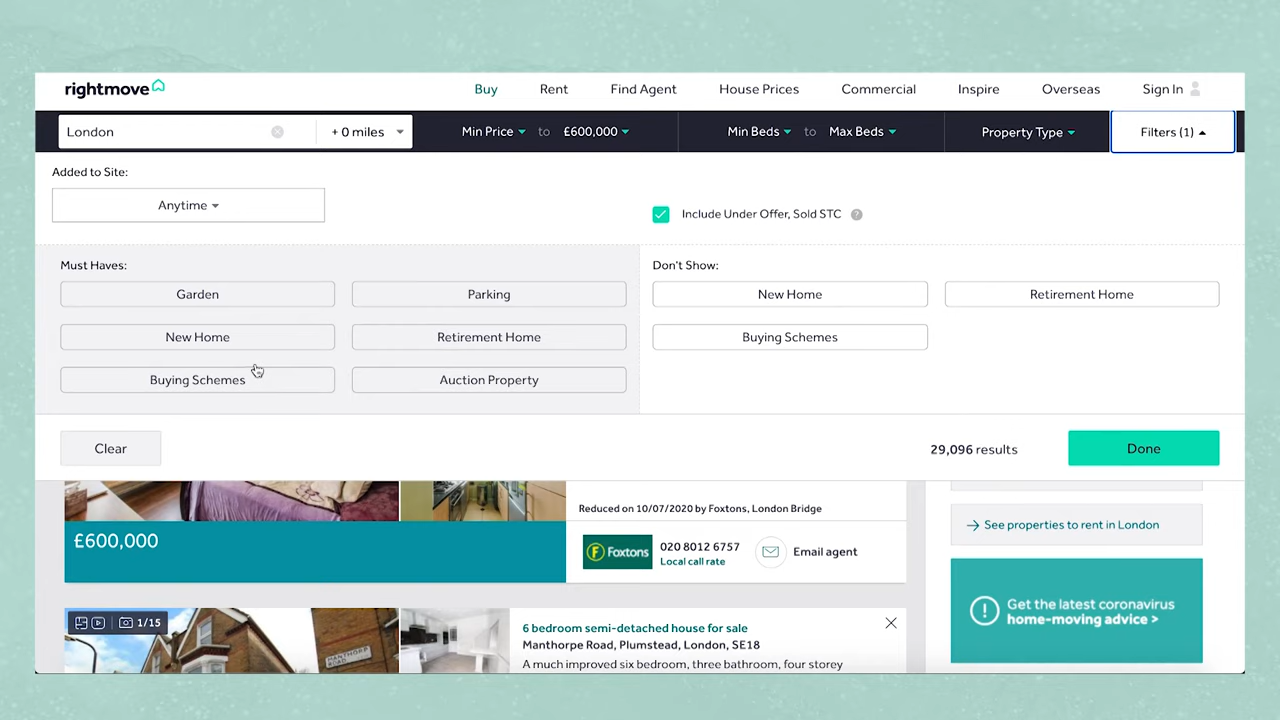 rightmove
Buy Rent Find Agent House Prices Commercial Inspire Overseas Sign In
London + 0 miles Min Price to £600,000 Min Beds to Max Beds Property Type Filters (1)
Added to Site:
Anytime
Include Under Offer, Sold STC ?
Must Haves: Don't Show:
Garden Parking New Home Retirement Home
New Home Retirement Home Buying Schemes
Buying Schemes Auction Property
Clear 29,096 results Done
Reduced on 10/07/2020 by Foxtons, London Bridge
£600,000
F Foxtons 020 8012 6757 Email agent
Local call rate
→ See properties to rent in London
Get the latest coronavirus
home-moving advice >
1/15
6 bedroom semi-detached house for sale
Manthorpe Road, Plumstead, London, SE18
A much improved six bedroom, three bathroom, four storey
MANTHORPE
ROAD